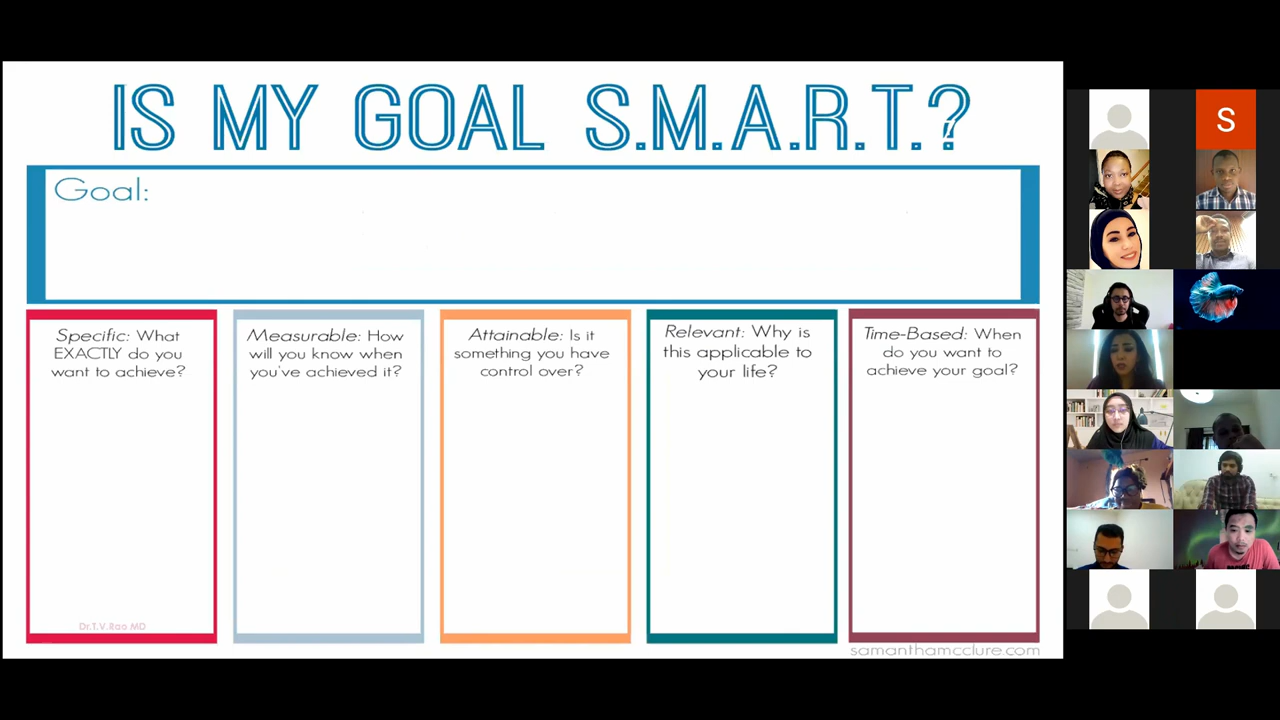 IS MY GOAL S.M.A.R.T.?
Goal:
Specific: What
EXACTLY do you
want to achieve?
Measurable: How
will you know when
you've achieved it?
Attainable: Is it
something you have
control over?
Relevant: Why is
this applicable to
your life?
Time-Based: When
do you want to
achieve your goal?
Dr.T.V.Rao MD
samanthamcclure.com
S